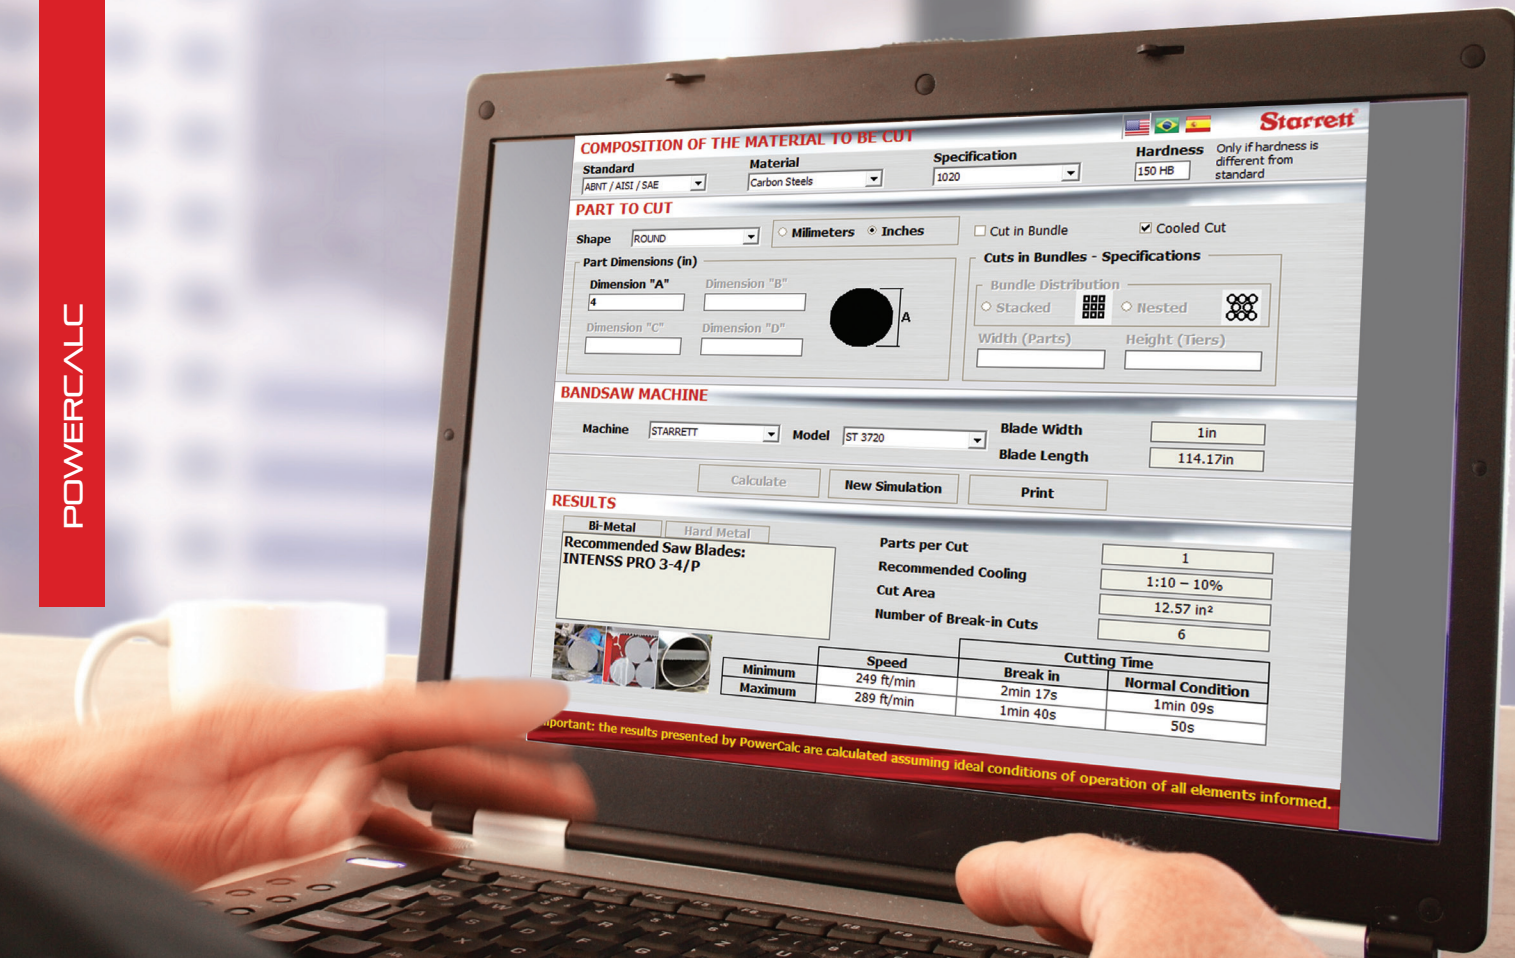 POWERCALC
Starrett
COMPOSITION OF THE MATERIAL TO BE CUT
Standard
Material
Specification
Hardness
Only if hardness is
different from
standard
ABNT / AISI / SAE
Carbon Steels
1020
150 HB
PART TO CUT
Shape
ROUND
Milimeters
Inches
Cut in Bundle
Cooled Cut
Part Dimensions (in)
Dimension "A"
Dimension "B"
4
Dimension "C"
Dimension "D"
A
Cuts in Bundles - Specifications
Bundle Distribution
Stacked
Nested
Width (Parts)
Height (Tiers)
BANDSAW MACHINE
Machine
STARRETT
Model
ST 3720
Blade Width
1in
Blade Length
114.17in
Calculate
New Simulation
Print
RESULTS
Bi-Metal
Hard Metal
Recommended Saw Blades:
INTENSS PRO 3-4/P
Parts per Cut
1
Recommended Cooling
1:10 – 10%
Cut Area
12.57 in²
Number of Break-in Cuts
6
Cutting Time
Speed
Break in
Normal Condition
Minimum
249 ft/min
2min 17s
1min 09s
Maximum
289 ft/min
1min 40s
50s
the results presented by PowerCalc are calculated assuming ideal conditions of operation of all elements informed.